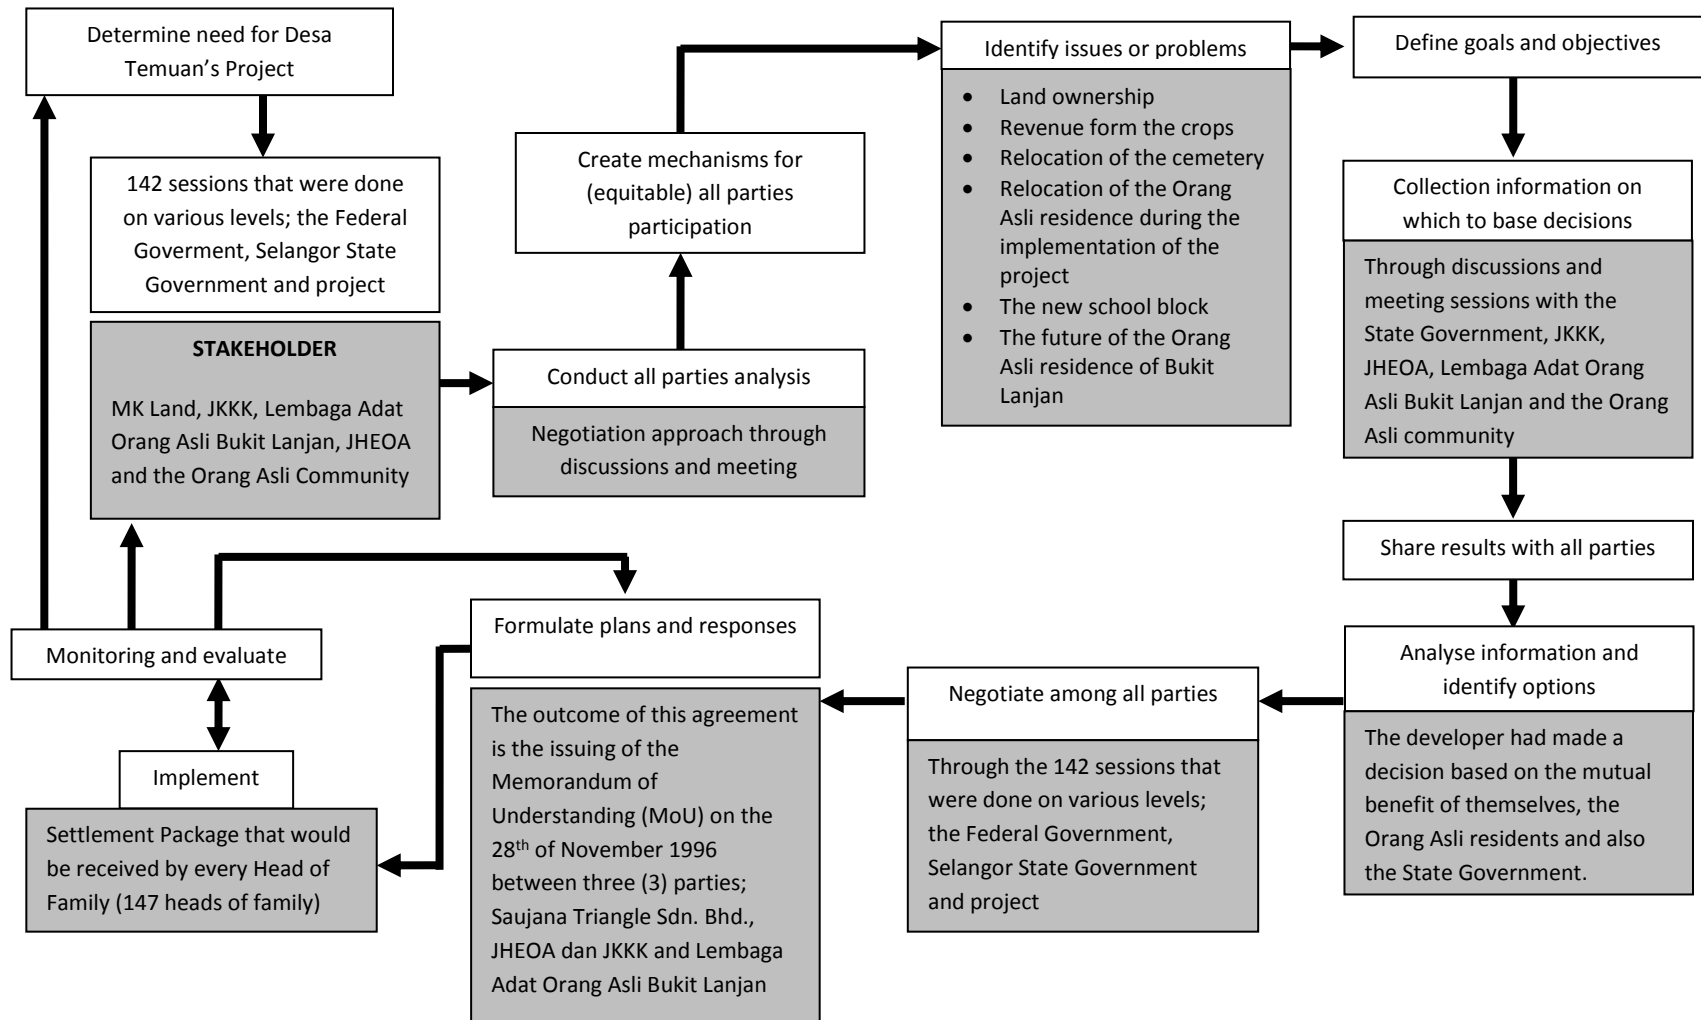 Determine need for Desa
Temuan’s Project
142 sessions that were done
on various levels; the Federal
Goverment, Selangor State
Government and project
STAKEHOLDER
MK Land, JKKK, Lembaga Adat
Orang Asli Bukit Lanjan, JHEOA
and the Orang Asli Community
Conduct all parties analysis
Negotiation approach through
discussions and meeting
Create mechanisms for
(equitable) all parties
participation
Identify issues or problems
• Land ownership
• Revenue form the crops
• Relocation of the cemetery
• Relocation of the Orang
Asli residence during the
implementation of the
project
• The new school block
• The future of the Orang
Asli residence of Bukit
Lanjan
Define goals and objectives
Collection information on
which to base decisions
Through discussions and
meeting sessions with the
State Government, JKKK,
JHEOA, Lembaga Adat Orang
Asli Bukit Lanjan and the Orang
Asli community
Share results with all parties
Analyse information and
identify options
The developer had made a
decision based on the mutual
benefit of themselves, the
Orang Asli residents and also
the State Government.
Negotiate among all parties
Through the 142 sessions that
were done on various levels;
the Federal Government,
Selangor State Government
and project
Formulate plans and responses
The outcome of this agreement
is the issuing of the
Memorandum of
Understanding (MoU) on the
28th of November 1996
between three (3) parties;
Saujana Triangle Sdn. Bhd.,
JHEOA dan JKKK and Lembaga
Adat Orang Asli Bukit Lanjan
Monitoring and evaluate
Implement
Settlement Package that would
be received by every Head of
Family (147 heads of family)